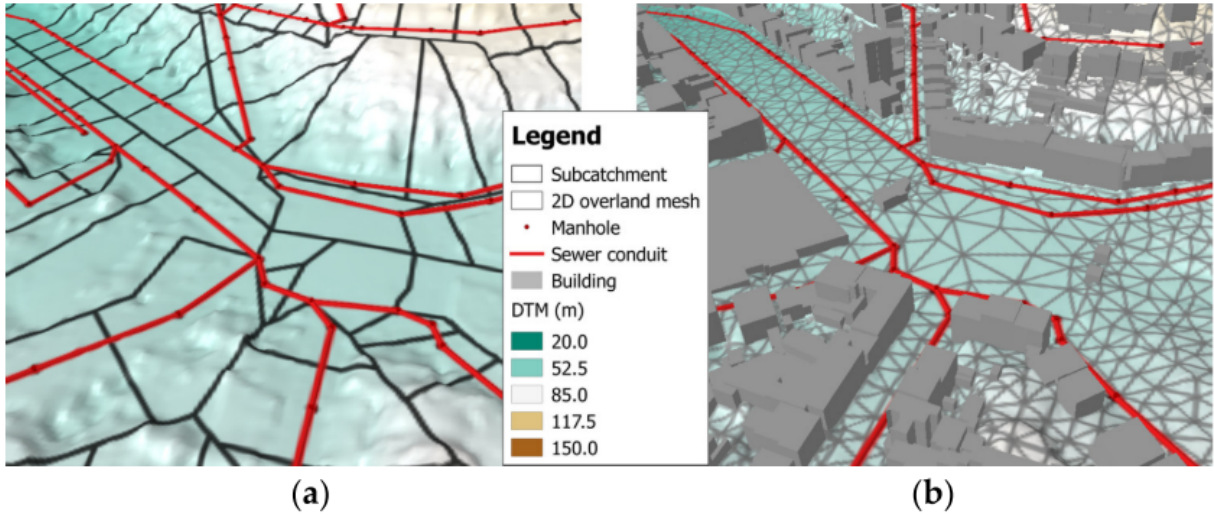 Legend
Subcatchment
2D overland mesh
Manhole
Sewer conduit
Building
DTM (m)
20.0
52.5
85.0
117.5
150.0
(a)
(b)